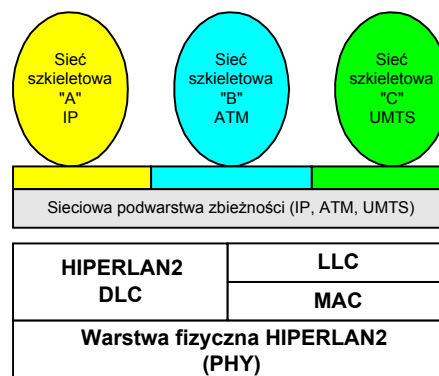 Sieć
szkieletowa
"A"
IP
Sieć
szkieletowa
"B"
ATM
Sieć
szkieletowa
"C"
UMTS
Sieciowa podwarstwa zbieżności (IP, ATM, UMTS)
HIPERLAN2
DLC
LLC
MAC
Warstwa fizyczna HIPERLAN2
(PHY)